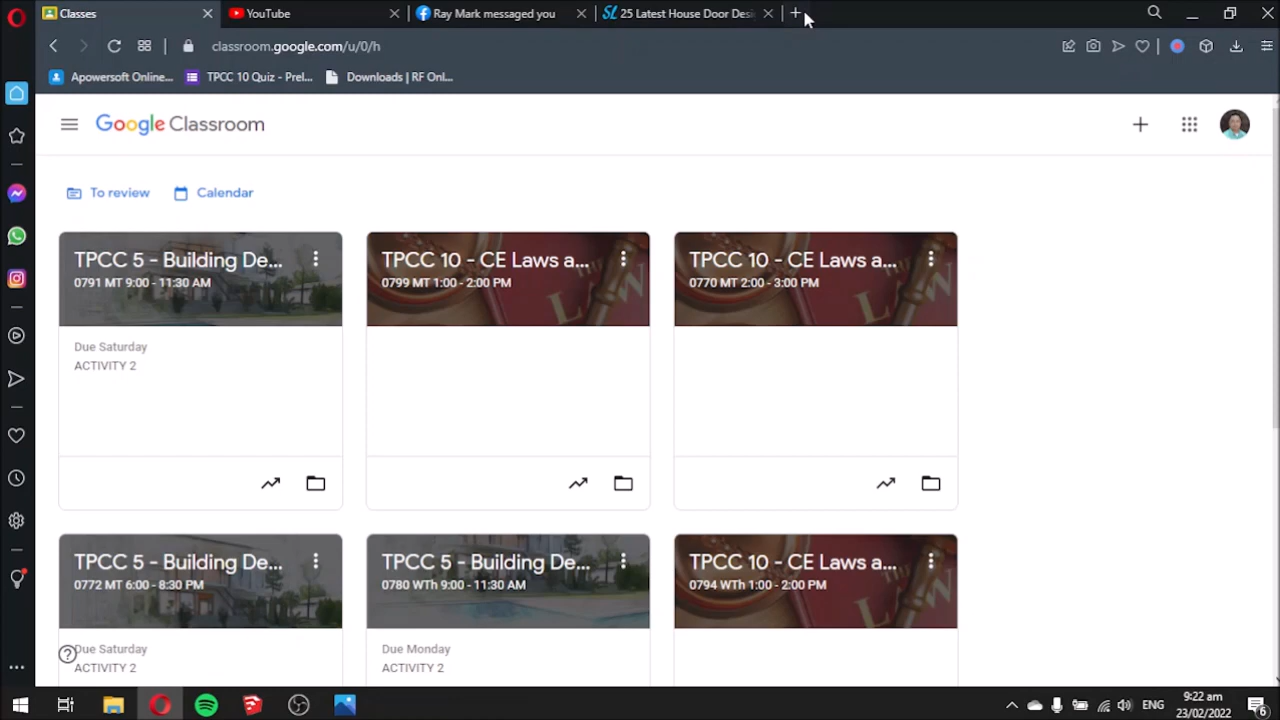 Classes
YouTube
Ray Mark messaged you
25 Latest House Door Desi
classroom.google.com/u/0/h
Apowersoft Online...
TPCC 10 Quiz - Prel...
Downloads | RF Onl...
Google Classroom
To review
Calendar
TPCC 5 - Building De...
0791 MT 9:00 - 11:30 AM
Due Saturday
ACTIVITY 2
TPCC 10 - CE Laws a...
0799 MT 1:00 - 2:00 PM
TPCC 10 - CE Laws a...
0770 MT 2:00 - 3:00 PM
TPCC 5 - Building De...
0772 MT 6:00 - 8:30 PM
Due Saturday
ACTIVITY 2
TPCC 5 - Building De...
0780 WTh 9:00 - 11:30 AM
Due Monday
ACTIVITY 2
TPCC 10 - CE Laws a...
0794 WTh 1:00 - 2:00 PM
ENG
9:22 am
23/02/2022
6